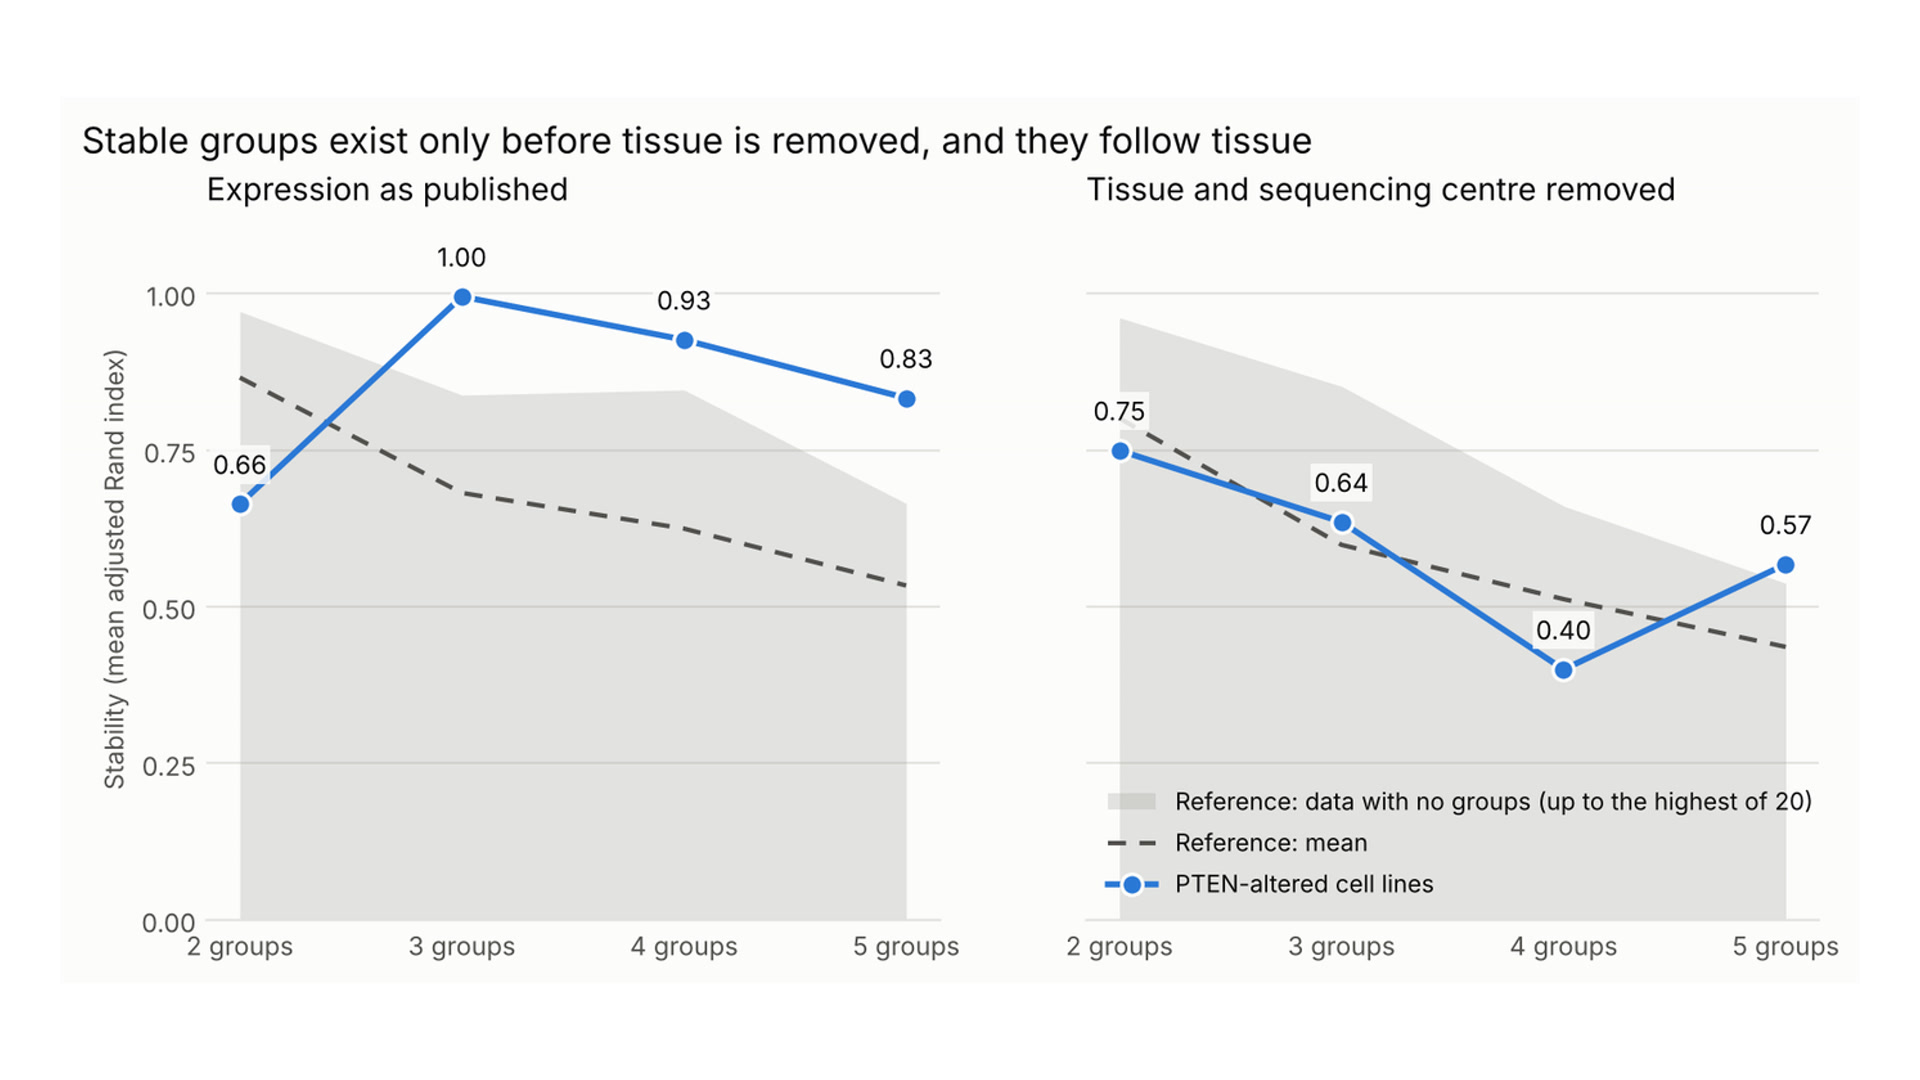 Stable groups exist only before tissue is removed, and they follow tissue
Expression as published
Tissue and sequencing centre removed
Stability (mean adjusted Rand index)
1.00
0.75
0.50
0.25
0.00
0.66
1.00
0.93
0.83
2 groups
3 groups
4 groups
5 groups
0.75
0.64
0.40
0.57
Reference: data with no groups (up to the highest of 20)
Reference: mean
PTEN-altered cell lines
2 groups
3 groups
4 groups
5 groups